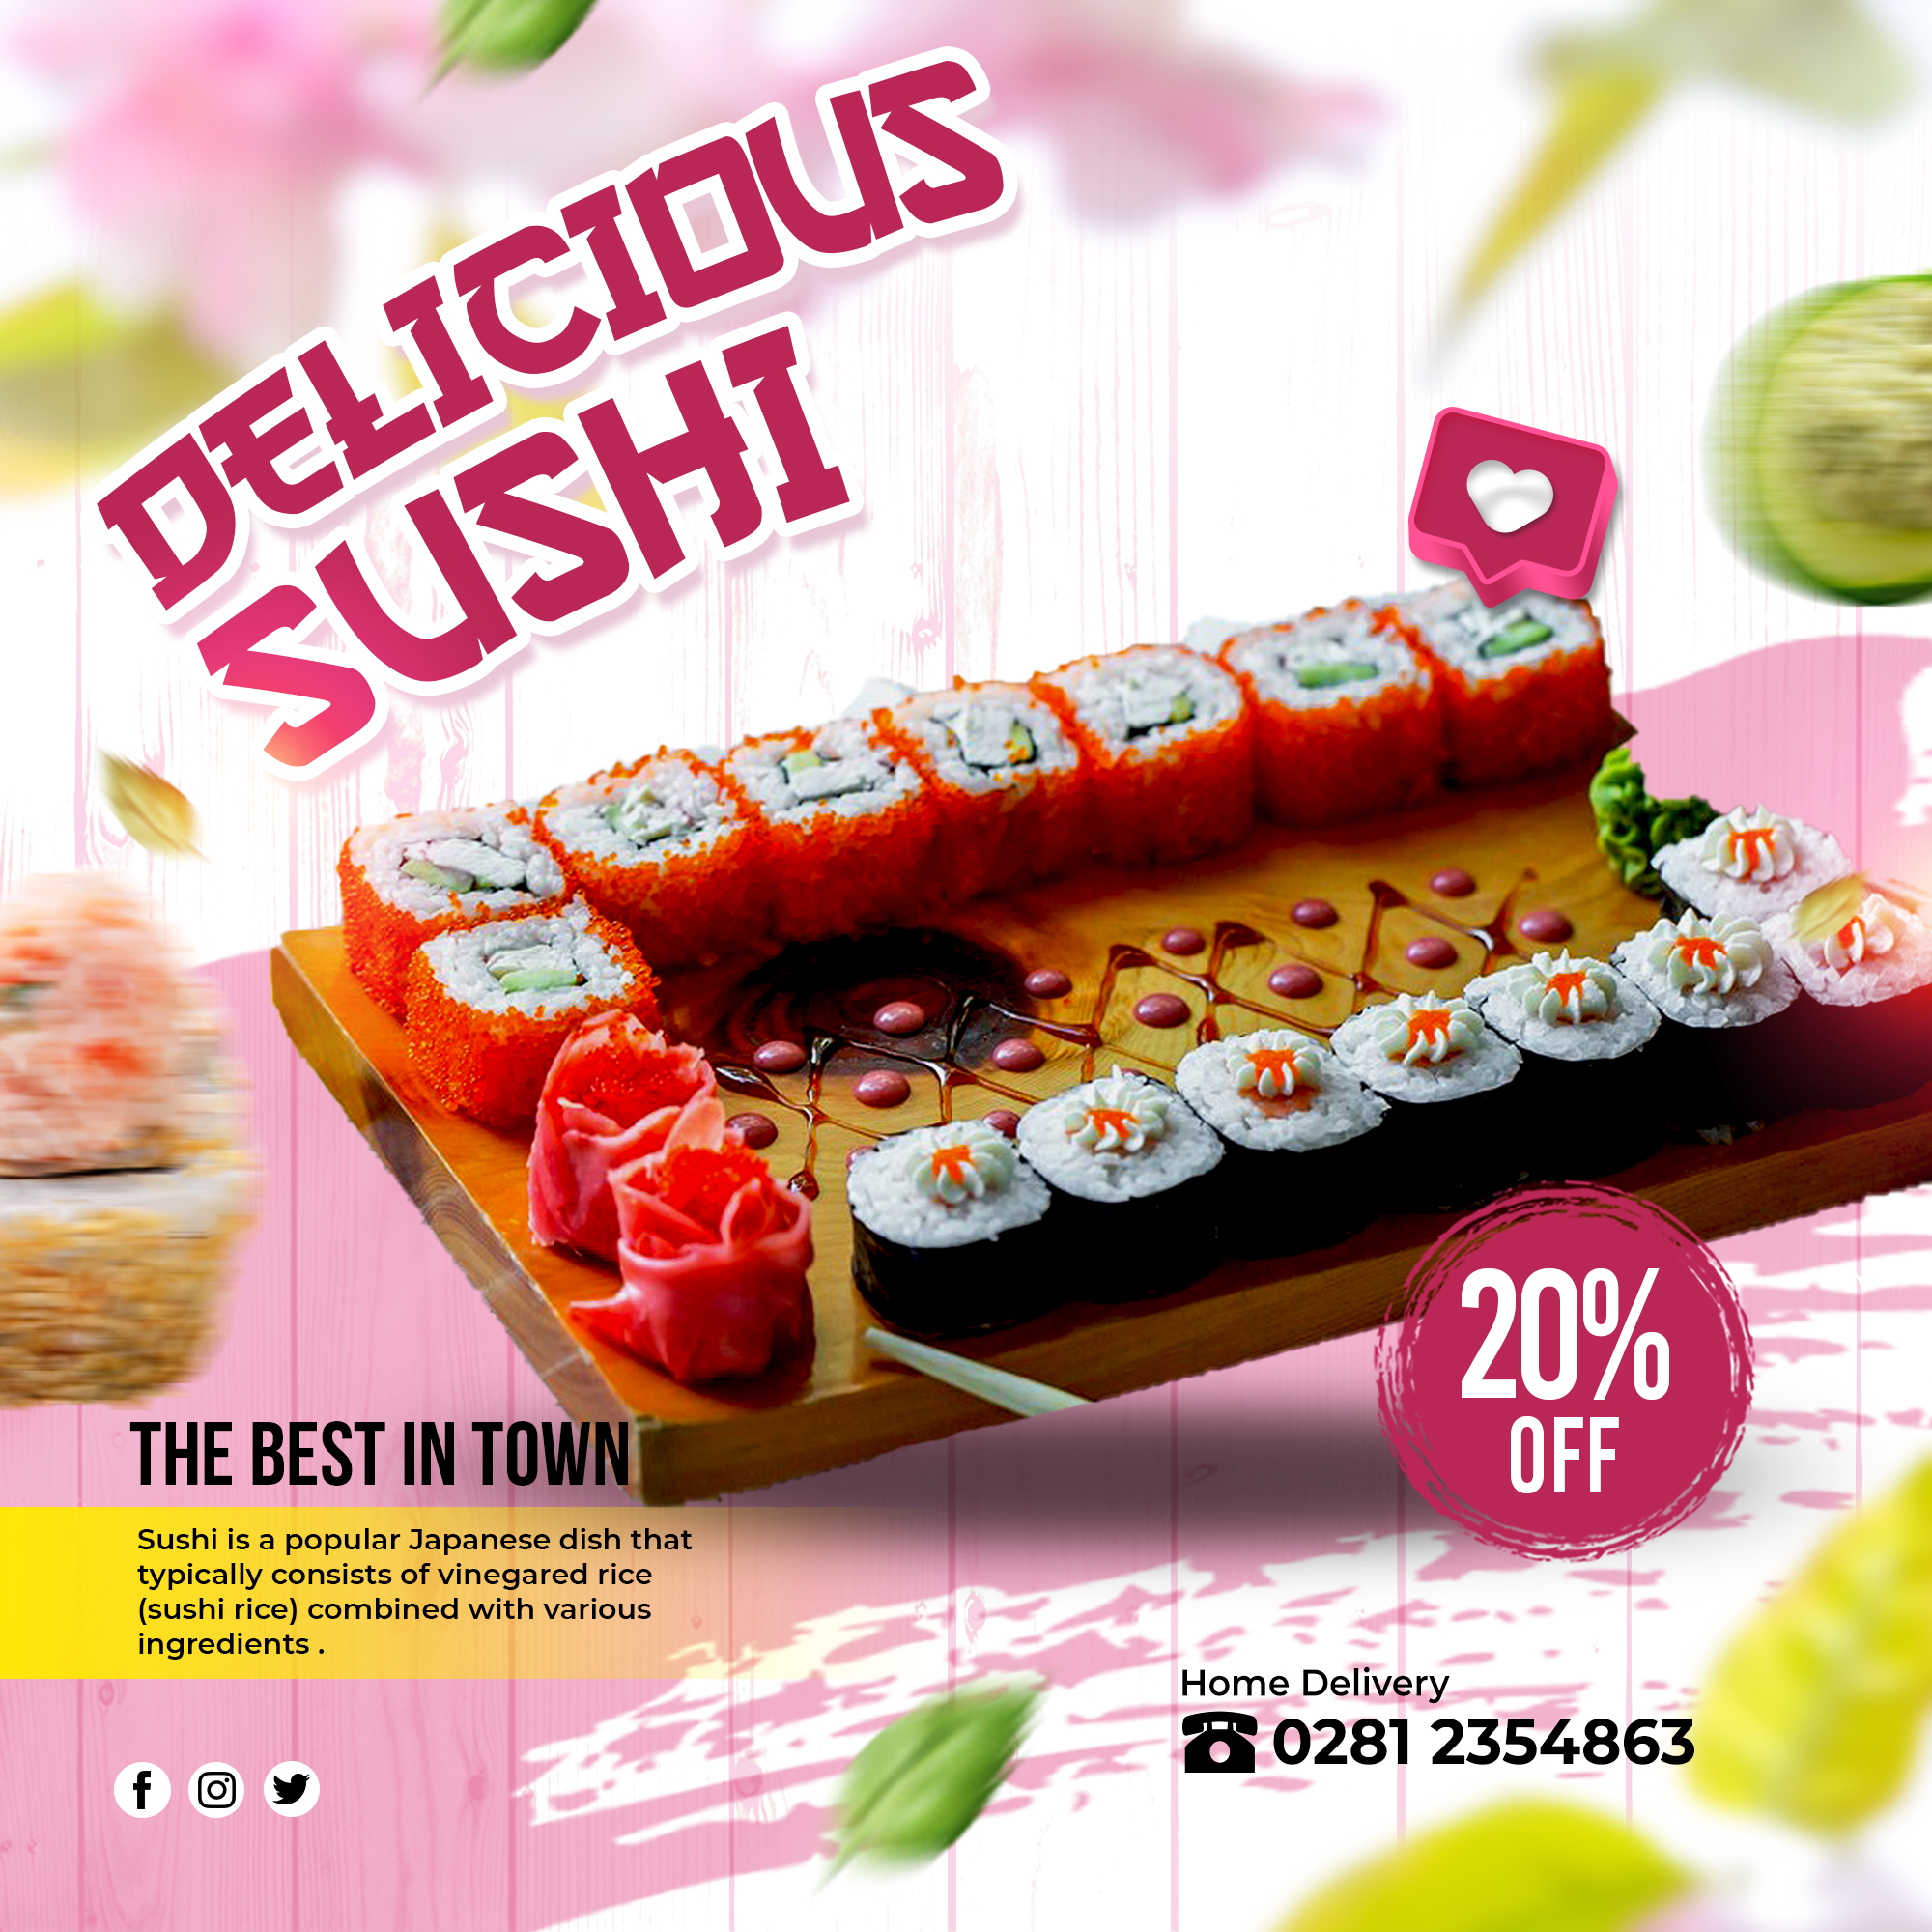 DELICIOUS
SUSHI
20%
OFF
THE BEST IN TOWN
Sushi is a popular Japanese dish that
typically consists of vinegared rice
(sushi rice) combined with various
ingredients .
Home Delivery
0281 2354863